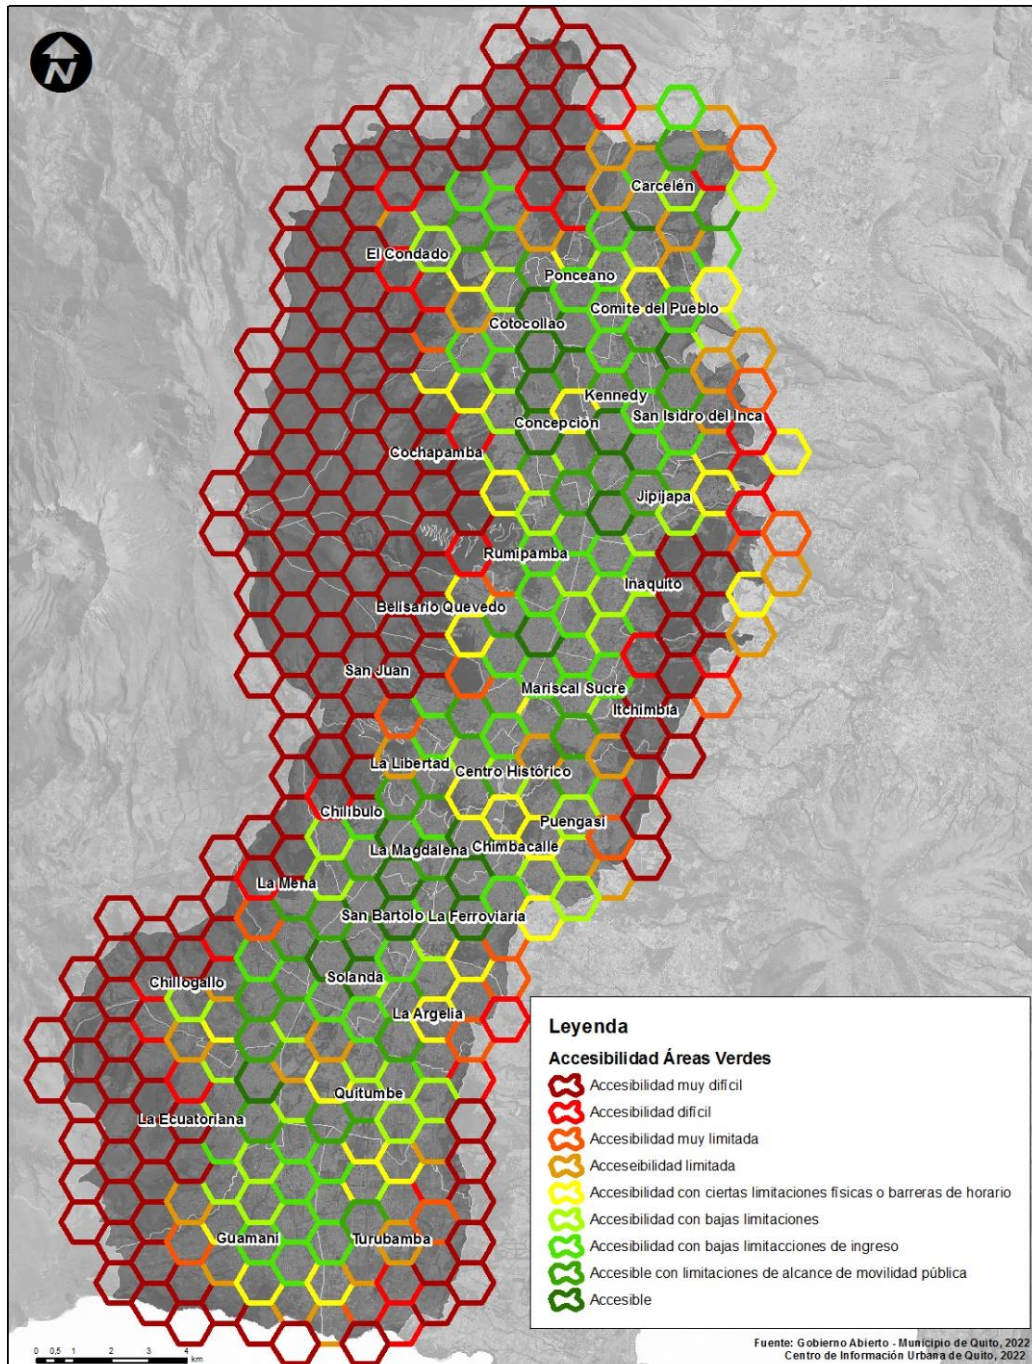 N
Carcelén
El Condado
Ponceano
Comite del Pueblo
Cotocollao
Kennedy
San Isidro del Inca
Concepción
Cochapamba
Jipijapa
Rumipamba
Inaquito
Belisario Quevedo
San Juan
Mariscal Sucre
Itchimbia
La Libertad
Centro Histórico
Chilibulo
Puengasi
La Magdalena
Chimbacalle
La Mena
San Bartolo
La Ferroviaria
Solanda
Chillogallo
La Argelia
Quitumbe
La Ecuatoriana
Guamani
Turubamba
Leyenda
Accesibilidad Áreas Verdes
Accesibilidad muy difícil
Accesibilidad difícil
Accesibilidad muy limitada
Acceseibilidad limitada
Accesibilidad con ciertas limitaciones físicas o barreras de horario
Accesibilidad con bajas limitaciones
Accesibilidad con bajas limitacciones de ingreso
Accesible con limitaciones de alcance de movilidad pública
Accesible
0 0,5 1 2 3 4
km
Fuente: Gobierno Abierto - Municipio de Quito, 2022
Centro de Información Urbana de Quito, 2022